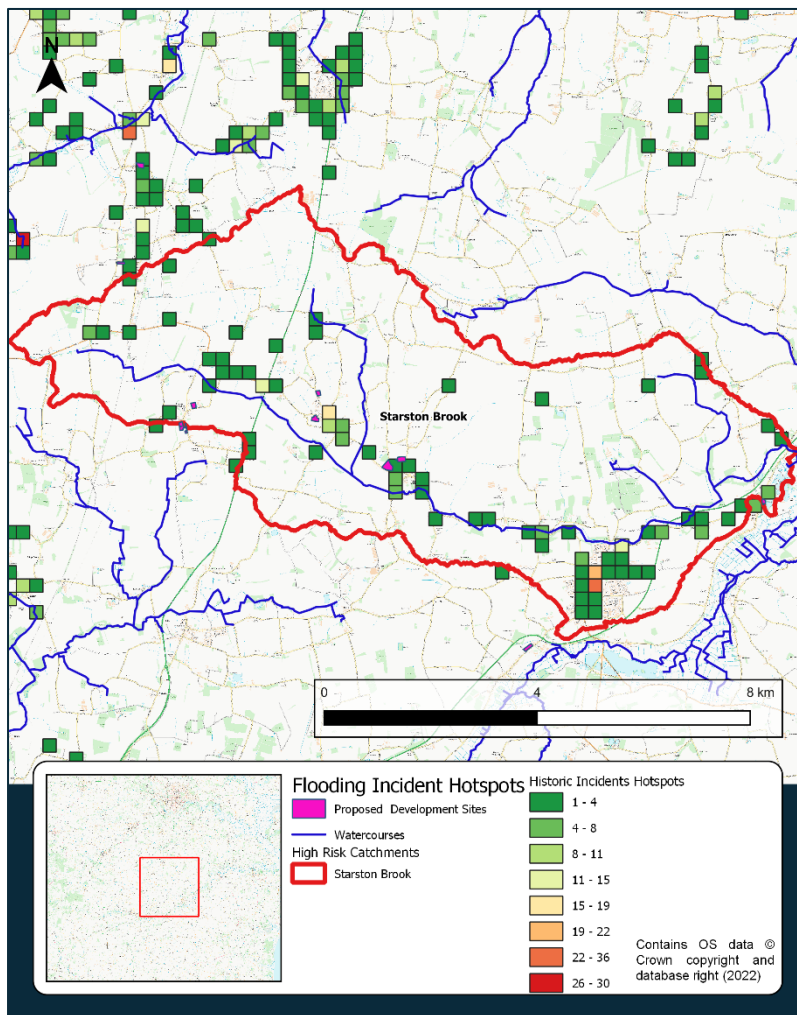 N
Starston Brook
0 4 8 km
Flooding Incident Hotspots
Proposed Development Sites
Watercourses
High Risk Catchments
Starston Brook
Historic Incidents Hotspots
1 - 4
4 - 8
8 - 11
11 - 15
15 - 19
19 - 22
22 - 36
26 - 30
Contains OS data ©
Crown copyright and
database right (2022)